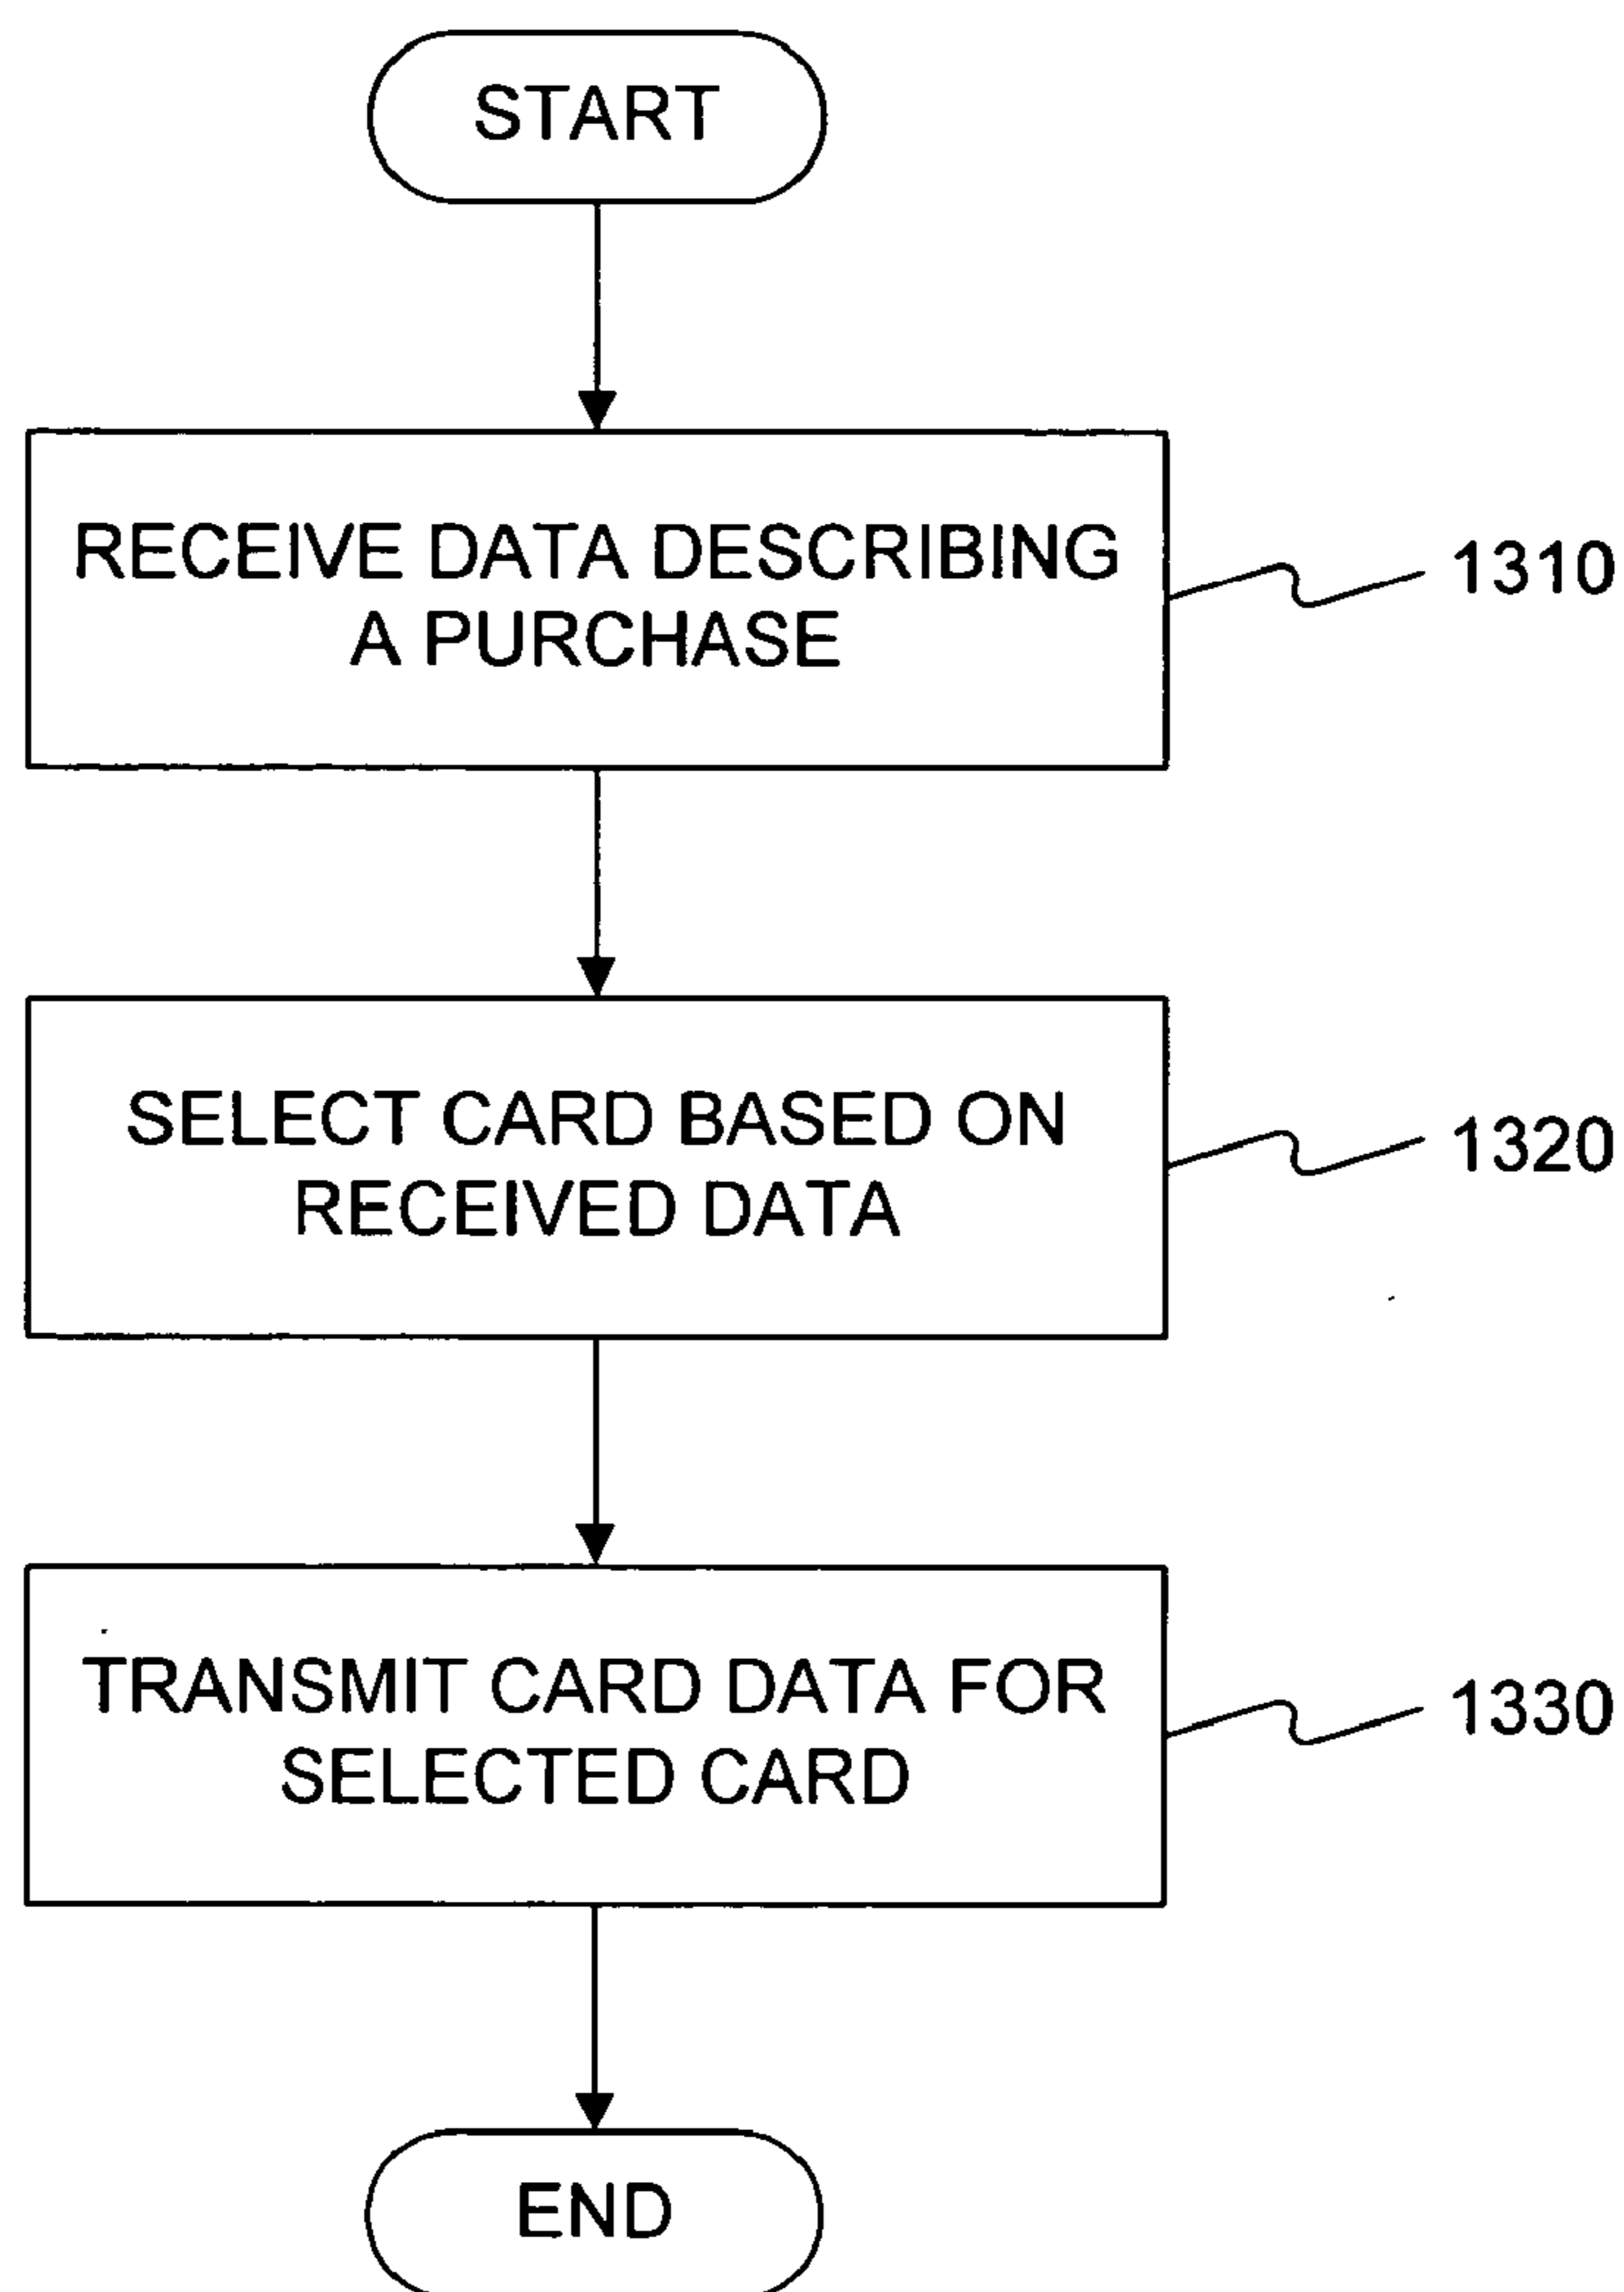 START
RECEIVE DATA DESCRIBING
A PURCHASE
1310
SELECT CARD BASED ON
RECEIVED DATA
1320
TRANSMIT CARD DATA FOR
SELECTED CARD
1330
END